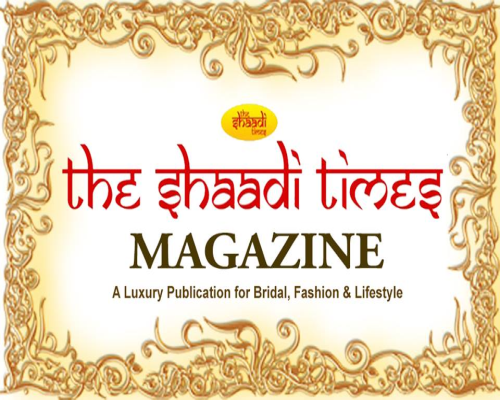 the
shaadi
times
the shaadi times
MAGAZINE
A Luxury Publication for Bridal, Fashion & Lifestyle